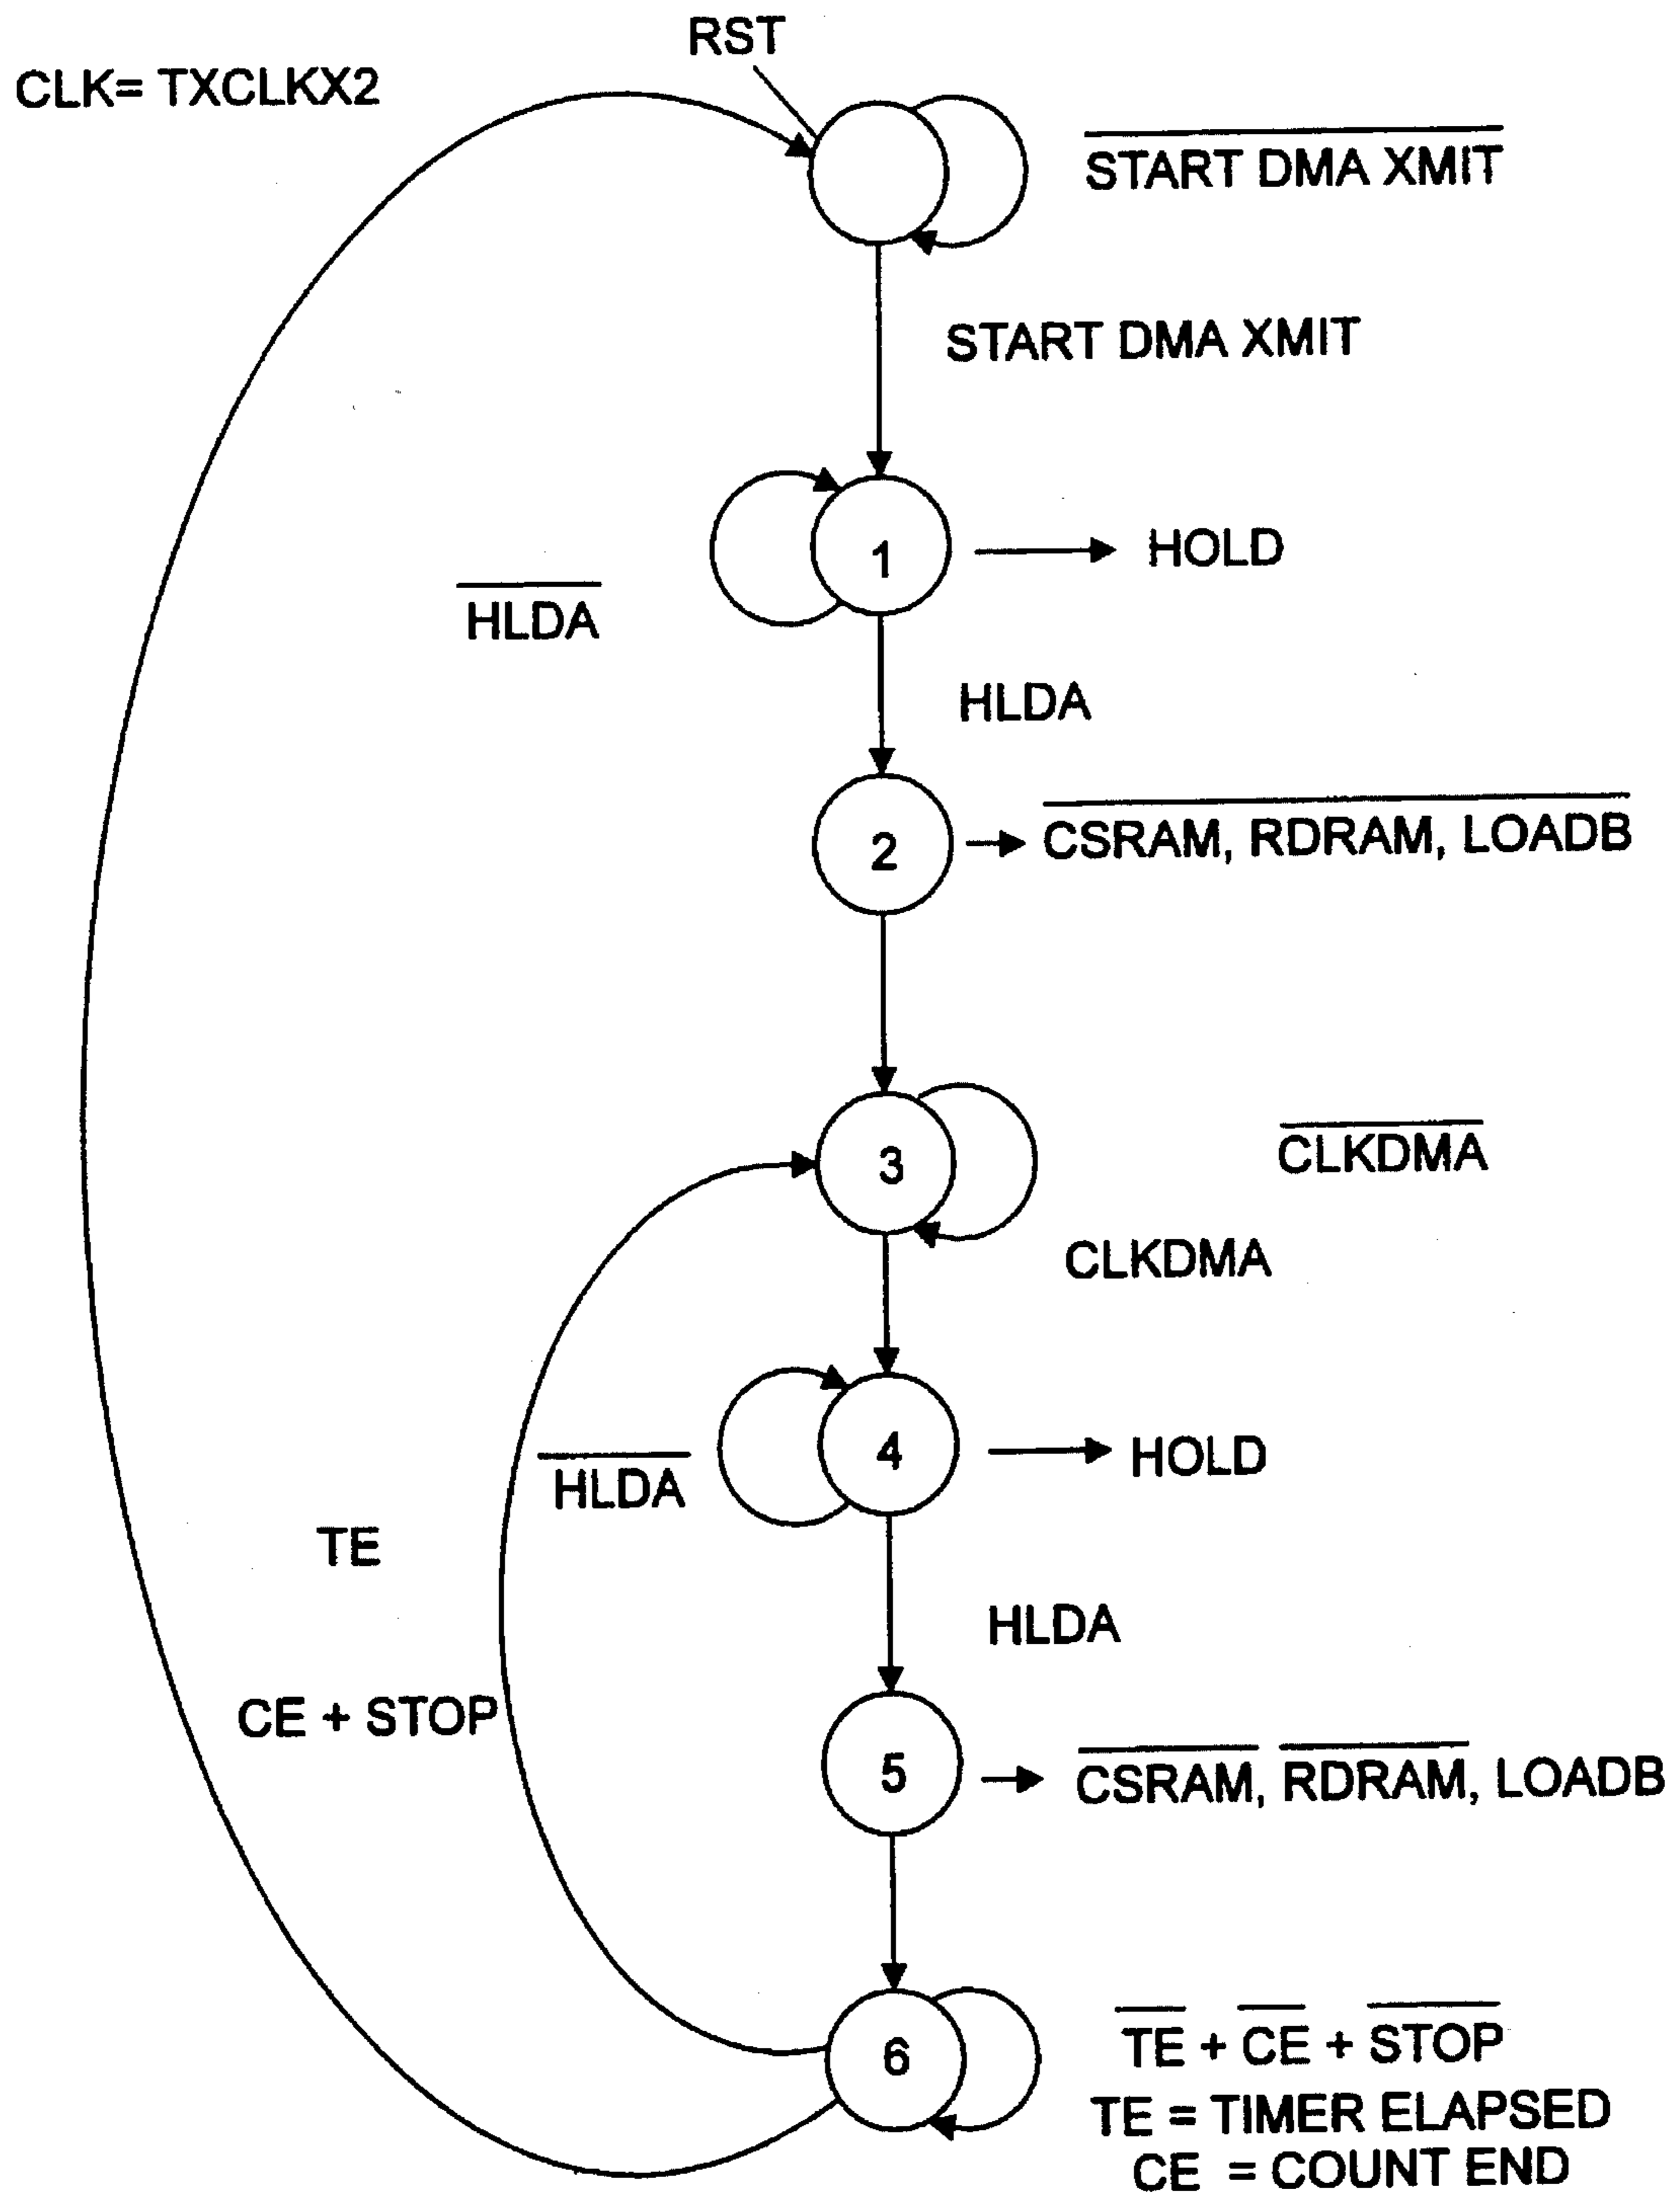 RST
CLK= TXCLKX2
START DMA XMIT
START DMA XMIT
1
HOLD
HLDA
HLDA
2
CSRAM, RDRAM, LOADB
3
CLKDMA
CLKDMA
4
HOLD
HLDA
TE
HLDA
CE + STOP
5
CSRAM, RDRAM, LOADB
6
TE + CE + STOP
TE = TIMER ELAPSED
CE = COUNT END